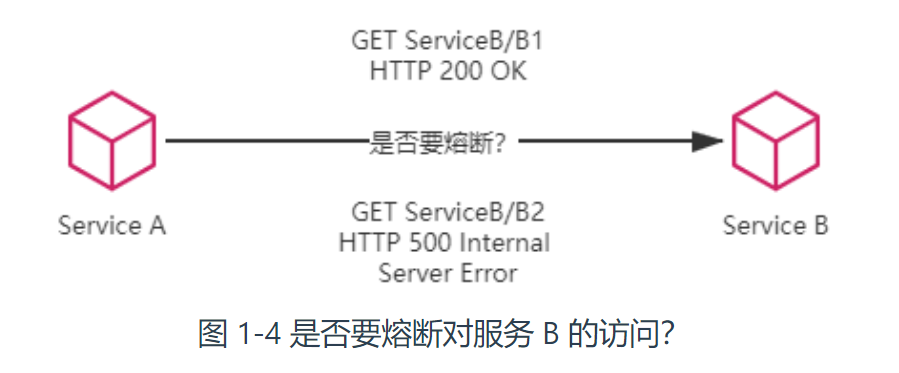 GET ServiceB/B1
HTTP 200 OK
是否要熔断?
Service A
Service B
GET ServiceB/B2
HTTP 500 Internal
Server Error
图 1-4 是否要熔断对服务 B 的访问?